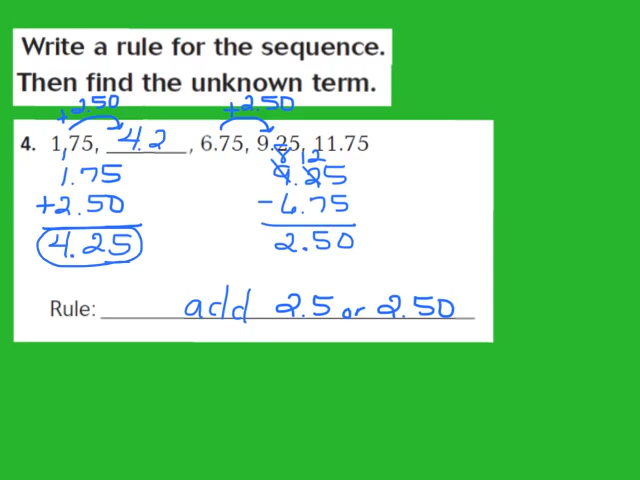 Write a rule for the sequence.
Then find the unknown term.
+2.50 +2.50
4. 1.75, 4.2, 6.75, 9.25, 11.75
1 8 12
1.75 9.25
+2.50 -6.75
4.25 2.50
Rule: add 2.5 or 2.50